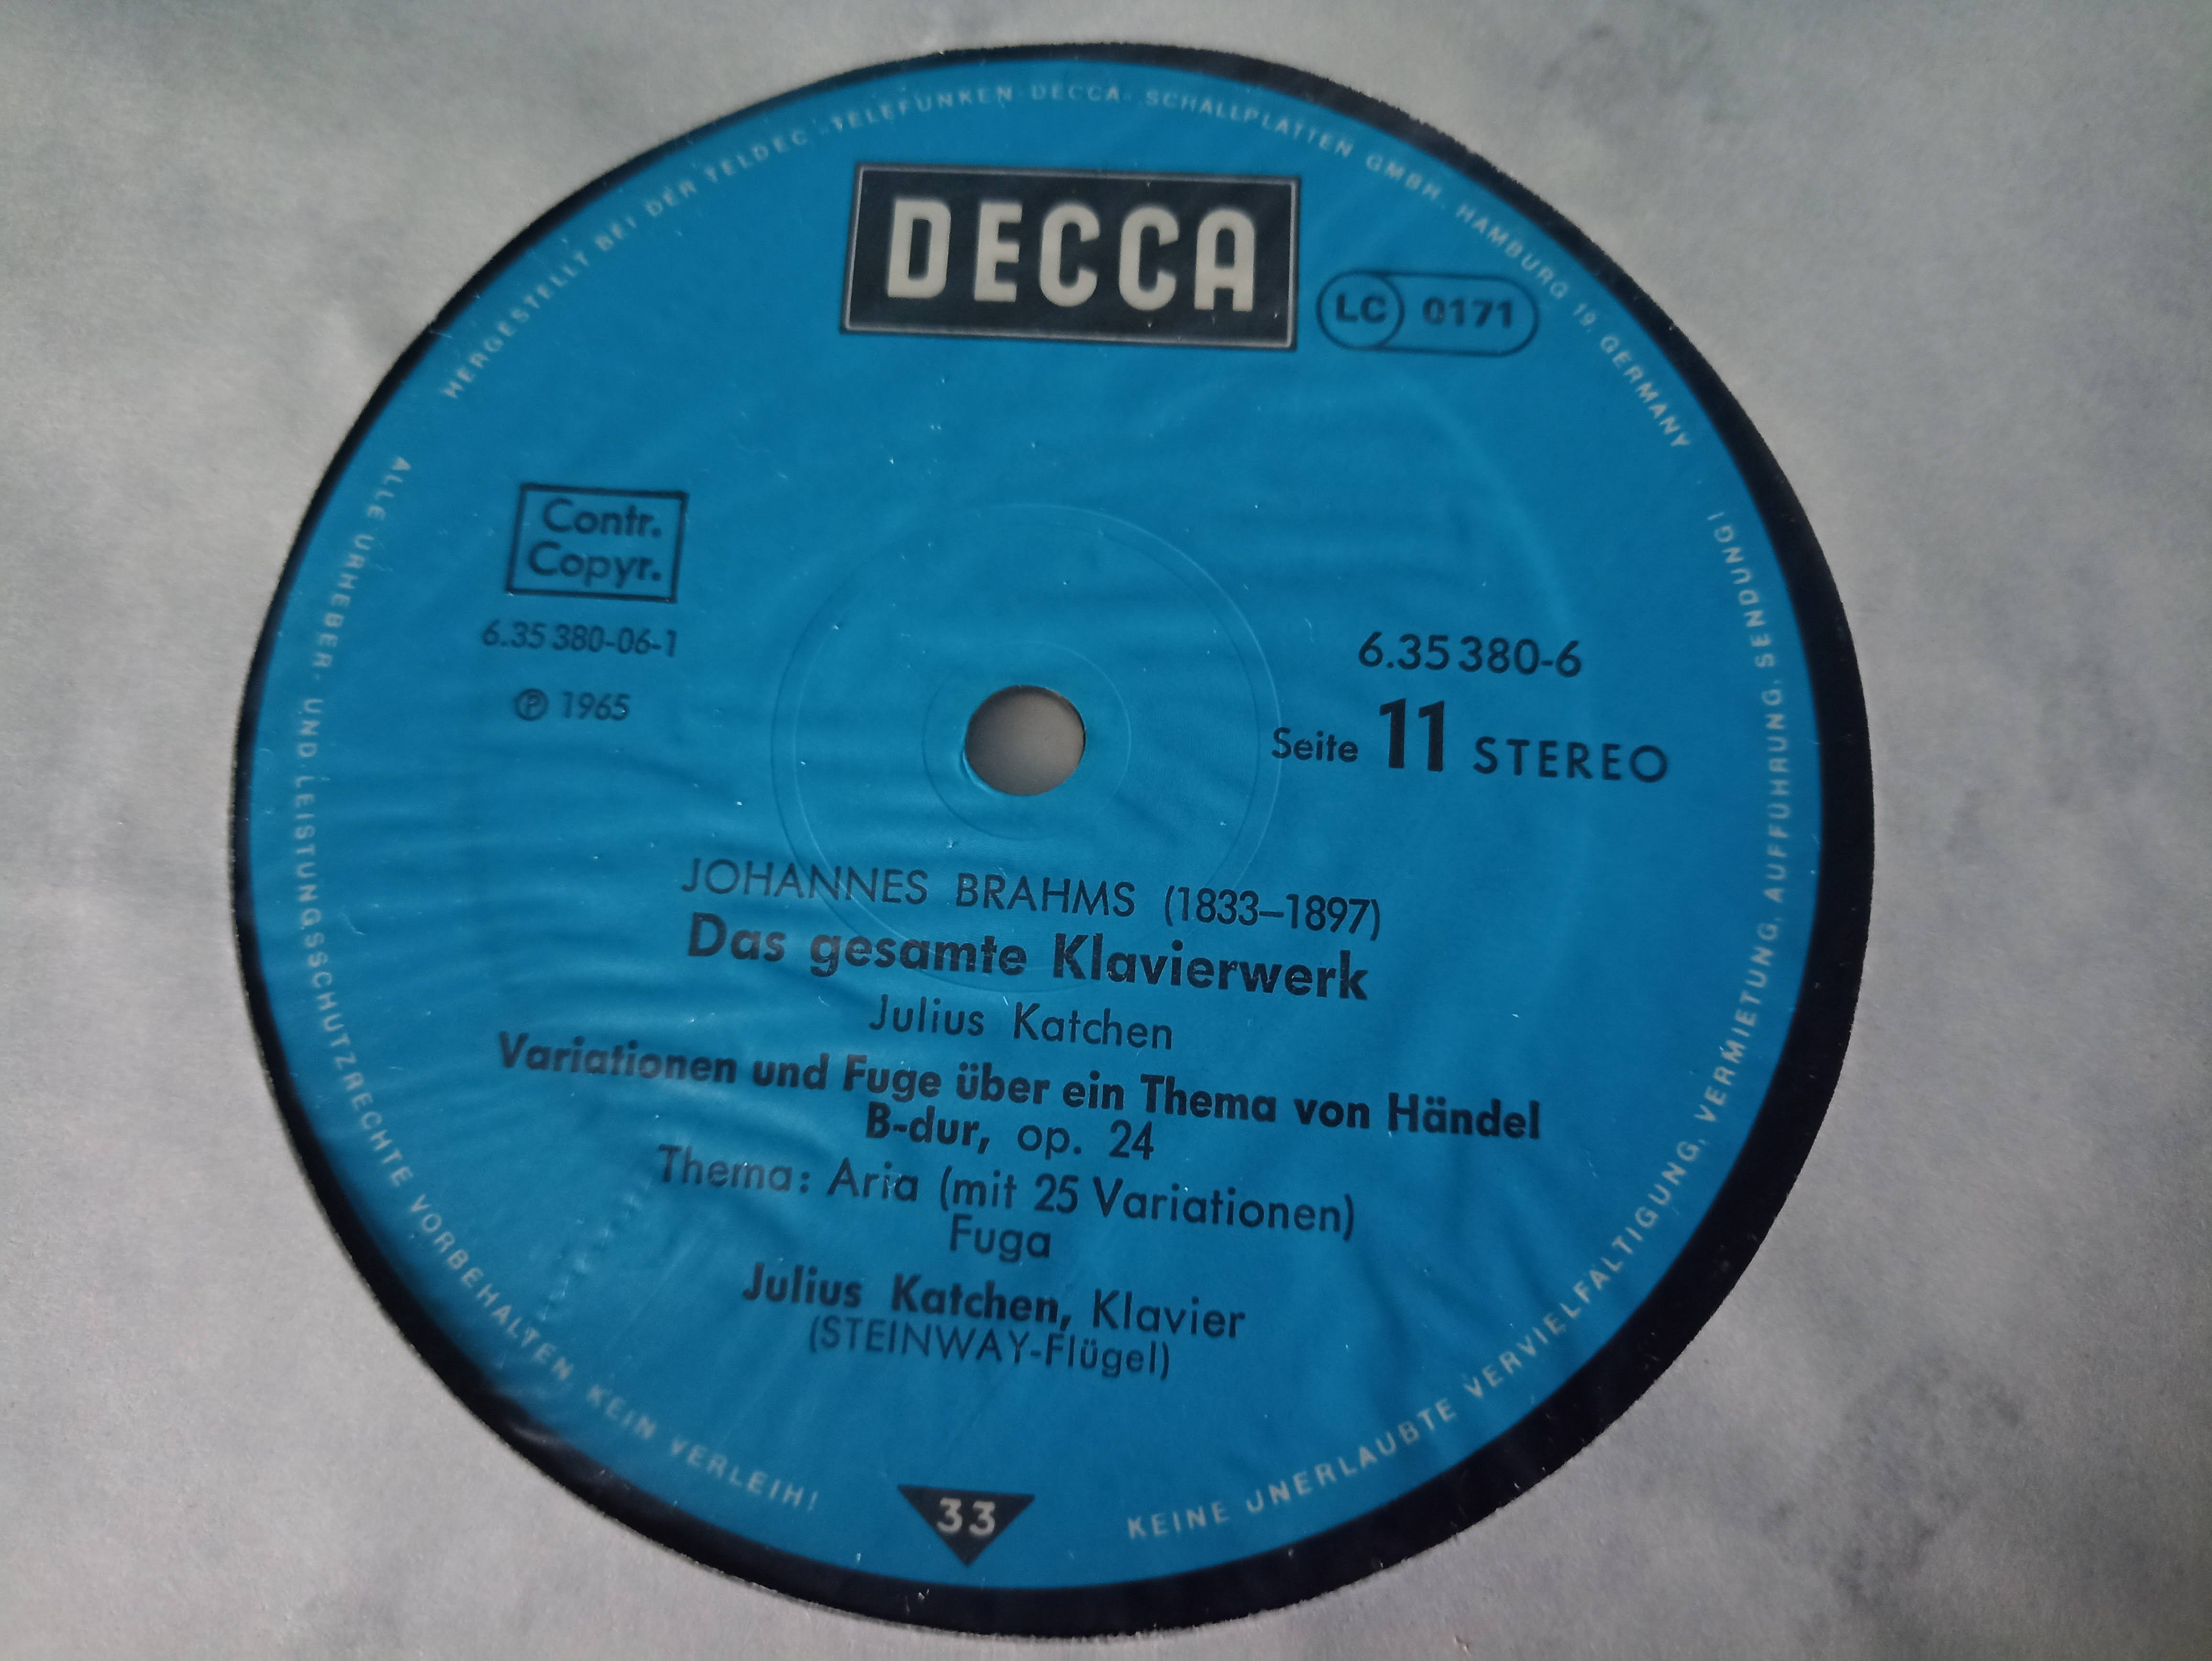 HERGESTELLT BEI DER TELDEC »TELEFUNKEN-DECCA« SCHALLPLATTEN GMBH. HAMBURG 19, GERMANY
DECCA
LC 0171
Contr.
Copyr.
6.35 380-06-1
℗ 1965
6.35 380-6
Seite 11 STEREO
JOHANNES BRAHMS (1833–1897)
Das gesamte Klavierwerk
Julius Katchen
Variationen und Fuge über ein Thema von Händel
B-dur, op. 24
Thema: Aria (mit 25 Variationen)
Fuga
Julius Katchen, Klavier
(STEINWAY-Flügel)
33
ALLE URHEBER- UND LEISTUNGSSCHUTZRECHTE VORBEHALTEN, KEIN VERLEIH!
KEINE UNERLAUBTE VERVIELFÄLTIGUNG, VERMIETUNG, AUFFÜHRUNG, SENDUNG!